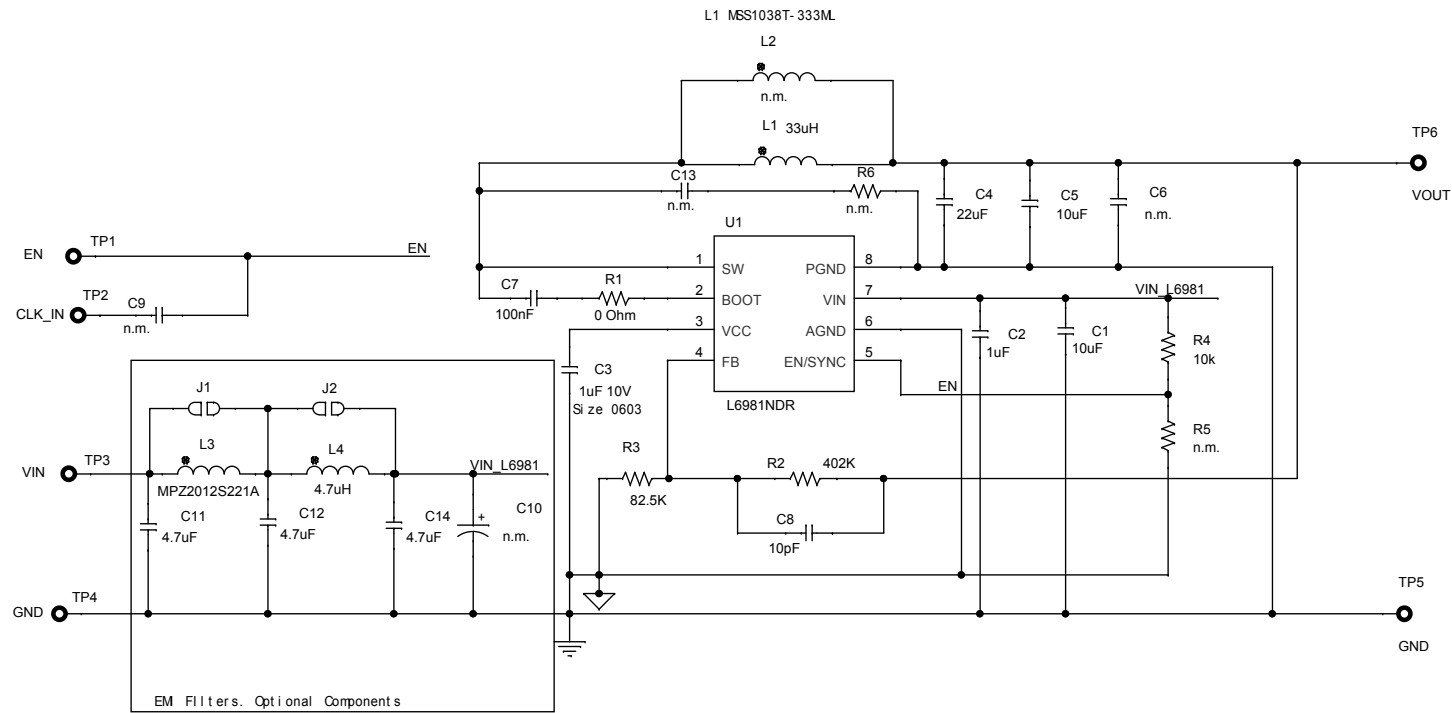 L1 MSS1038T-333ML
L2
n.m.
L1 33uH
TP6
VOUT
C13
n.m.
R6
n.m.
C4
22uF
C5
10uF
C6
n.m.
U1
EN
TP1
EN
CLK_IN
TP2
C9
n.m.
C7
100nF
R1
0 Ohm
1
SW
2
BOOT
3
VCC
4
FB
PGND
8
VIN
7
AGND
6
EN/SYNC
5
L6981NDR
VIN_L6981
C2
1uF
C1
10uF
R4
10k
EN
R5
n.m.
C3
1uF 10V
Size 0603
R3
82.5K
R2
402K
C8
10pF
J1
J2
L3
MPZ2012S221A
L4
4.7uH
VIN
TP3
VIN_L6981
C11
4.7uF
C12
4.7uF
C14
4.7uF
+
C10
n.m.
GND
TP4
TP5
GND
EMI FIlters. Optional Components